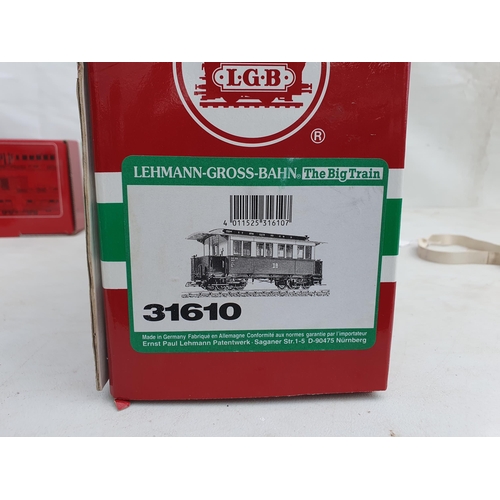 L.G.B
®
LEHMANN-GROSS-BAHN® The Big Train
4 011525 316107
31610
Made in Germany Fabriqué en Allemagne Conformité aux normes garantie par l'importateur
Ernst Paul Lehmann Patentwerk · Saganer Str.1-5 D-90475 Nürnberg